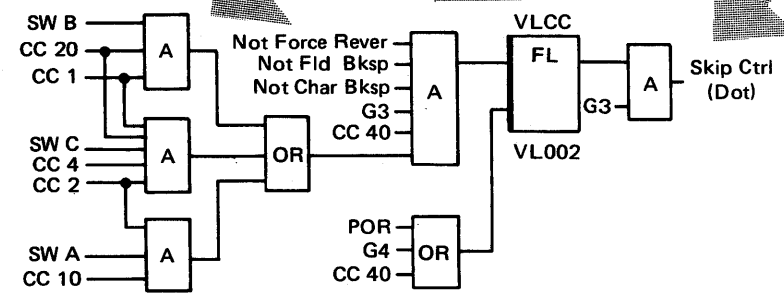 SW B
CC 20
CC 1
A
SW C
CC 4
CC 2
A
SW A
CC 10
A
OR
Not Force Rever
Not Fld Bksp
Not Char Bksp
G3
CC 40
A
POR
G4
CC 40
OR
VLCC
FL
VL002
G3
A
Skip Ctrl
(Dot)